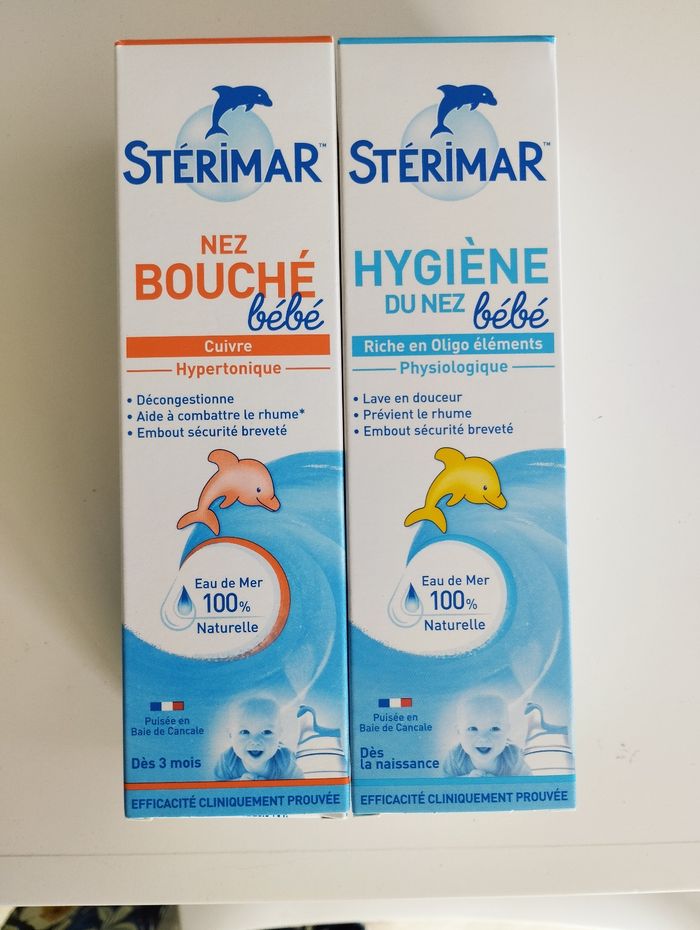 STÉRIMAR™
NEZ
BOUCHÉ
bébé
Cuivre
Hypertonique
• Décongestionne
• Aide à combattre le rhume*
• Embout sécurité breveté
Eau de Mer
100%
Naturelle
Puisée en
Baie de Cancale
Dès 3 mois
EFFICACITÉ CLINIQUEMENT PROUVÉE
STÉRIMAR™
HYGIÈNE
DU NEZ bébé
Riche en Oligo éléments
Physiologique
• Lave en douceur
• Prévient le rhume
• Embout sécurité breveté
Eau de Mer
100%
Naturelle
Puisée en
Baie de Cancale
Dès
la naissance
EFFICACITÉ CLINIQUEMENT PROUVÉE